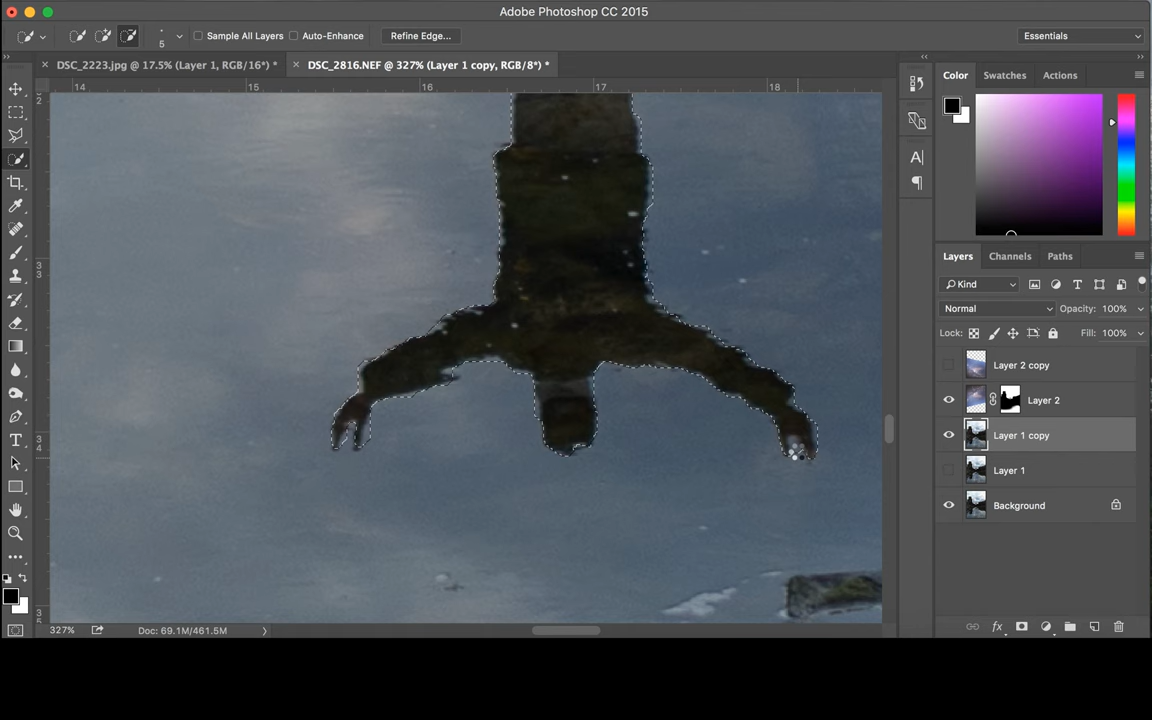 Adobe Photoshop CC 2015
5
Sample All Layers
Auto-Enhance
Refine Edge...
Essentials
DSC_2223.jpg @ 17.5% (Layer 1, RGB/16*) *
DSC_2816.NEF @ 327% (Layer 1 copy, RGB/8*) *
14
15
16
17
18
Color
Swatches
Actions
Layers
Channels
Paths
Kind
Normal
Opacity: 100%
Lock:
Fill: 100%
Layer 2 copy
Layer 2
Layer 1 copy
Layer 1
Background
327%
Doc: 69.1M/461.5M